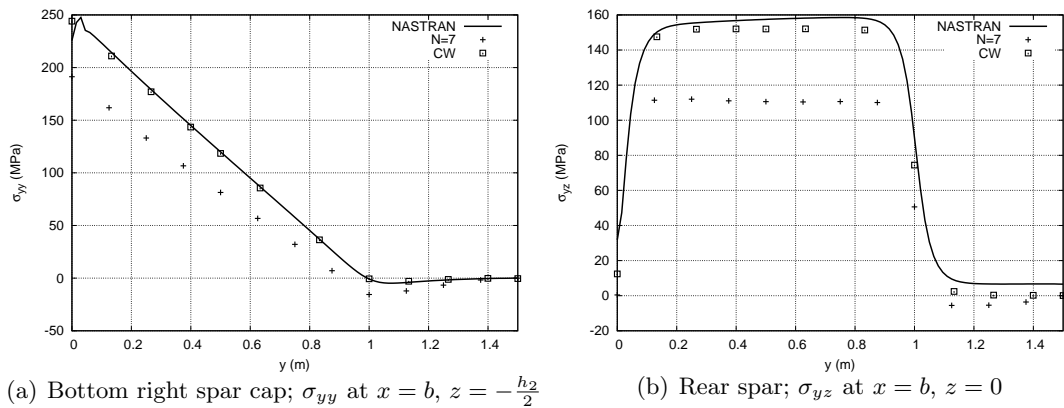 250
200
150
100
50
0
-50
0 0.2 0.4 0.6 0.8 1 1.2 1.4
σyy (MPa)
y (m)
NASTRAN
N=7
CW
(a) Bottom right spar cap; σyy at x = b, z = −h2/2
160
140
120
100
80
60
40
20
0
-20
0 0.2 0.4 0.6 0.8 1 1.2 1.4
σyz (MPa)
y (m)
NASTRAN
N=7
CW
(b) Rear spar; σyz at x = b, z = 0